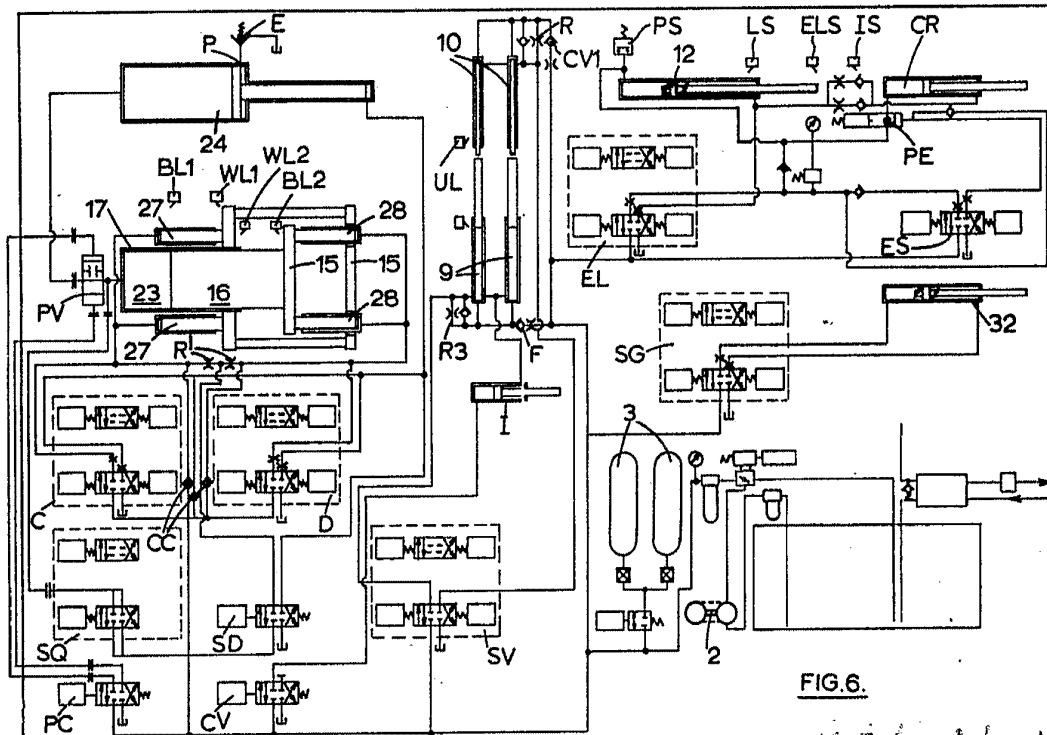 E
P
10
R
CV1
PS
LS
ELS
IS
CR
12
24
BL1
WL1
WL2
BL2
UL
PE
17
27
28
15
15
EL
ES
9
PV
23
16
27
28
32
R
R3
F
SG
I
3
C
CC
D
SQ
SD
SV
2
PC
CV
FIG.6.